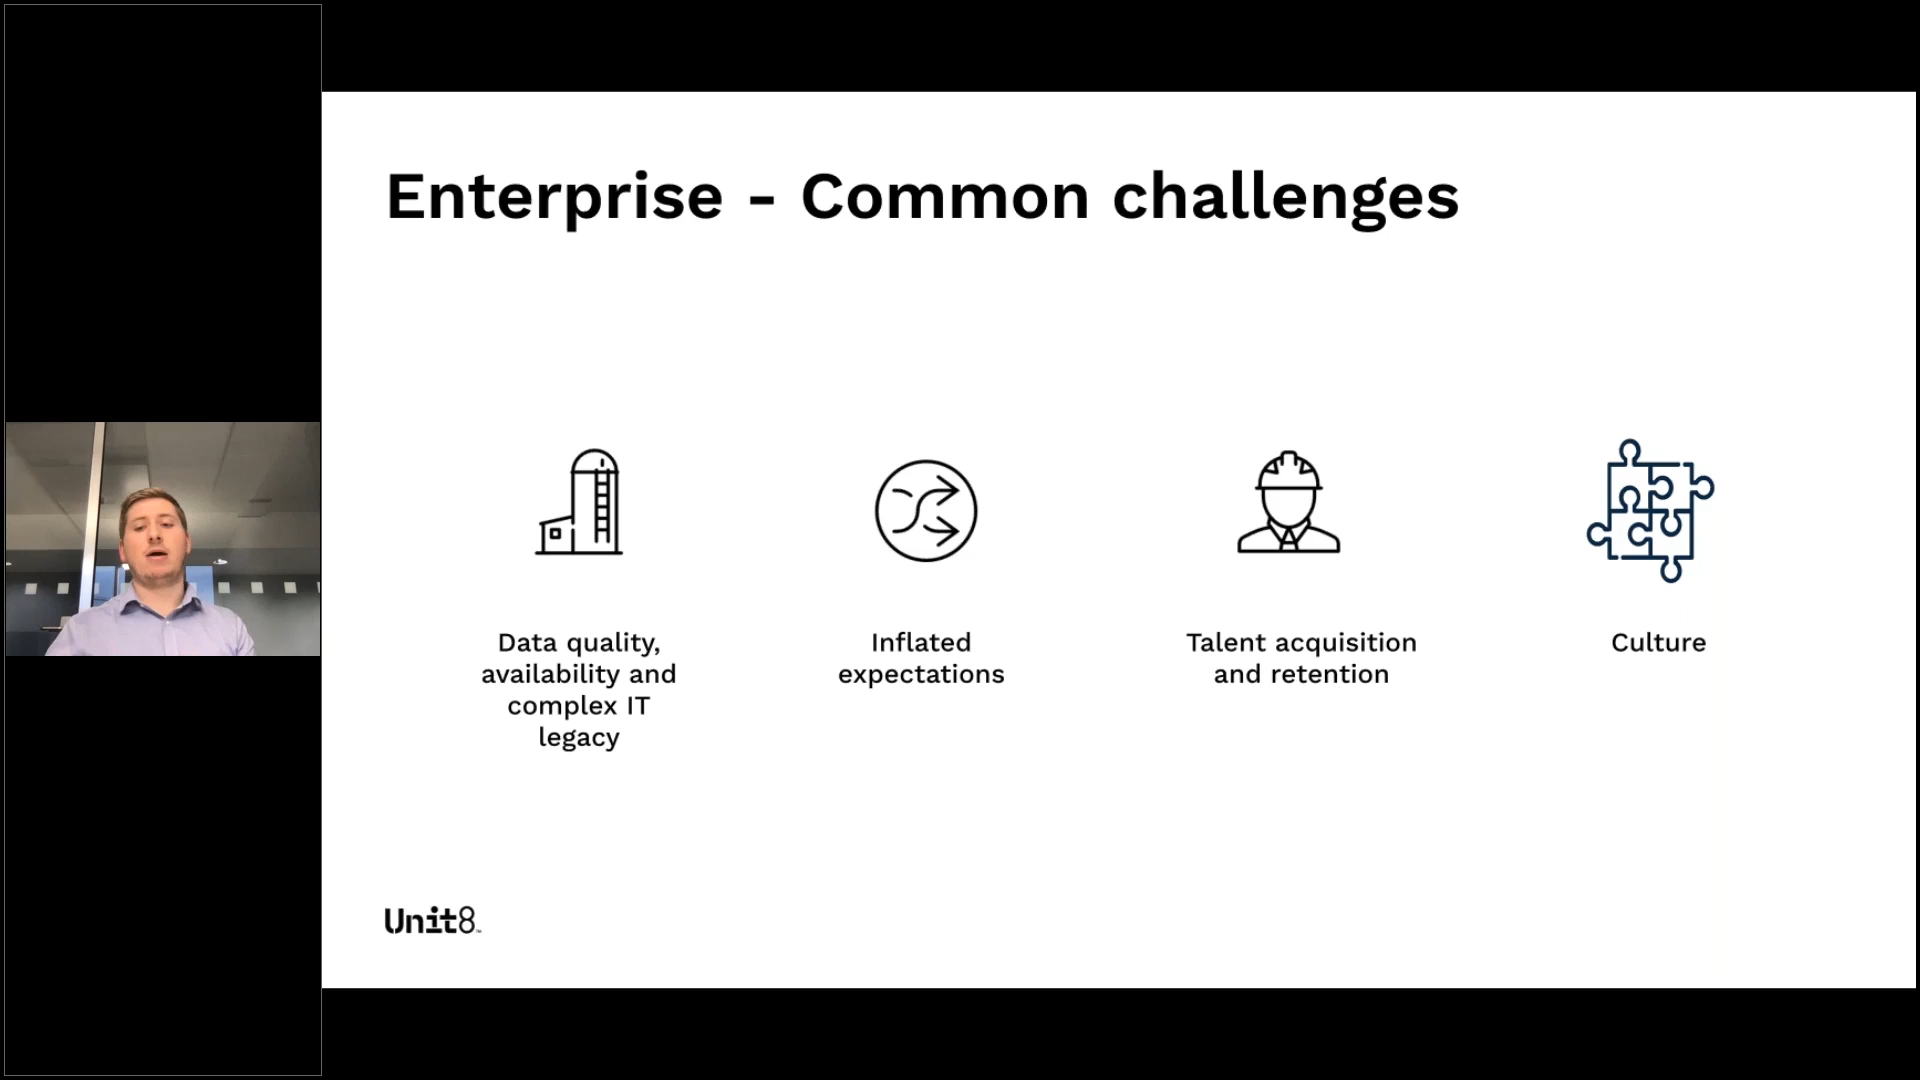 Enterprise - Common challenges
Data quality,
availability and
complex IT
legacy
Inflated
expectations
Talent acquisition
and retention
Culture
Unit8